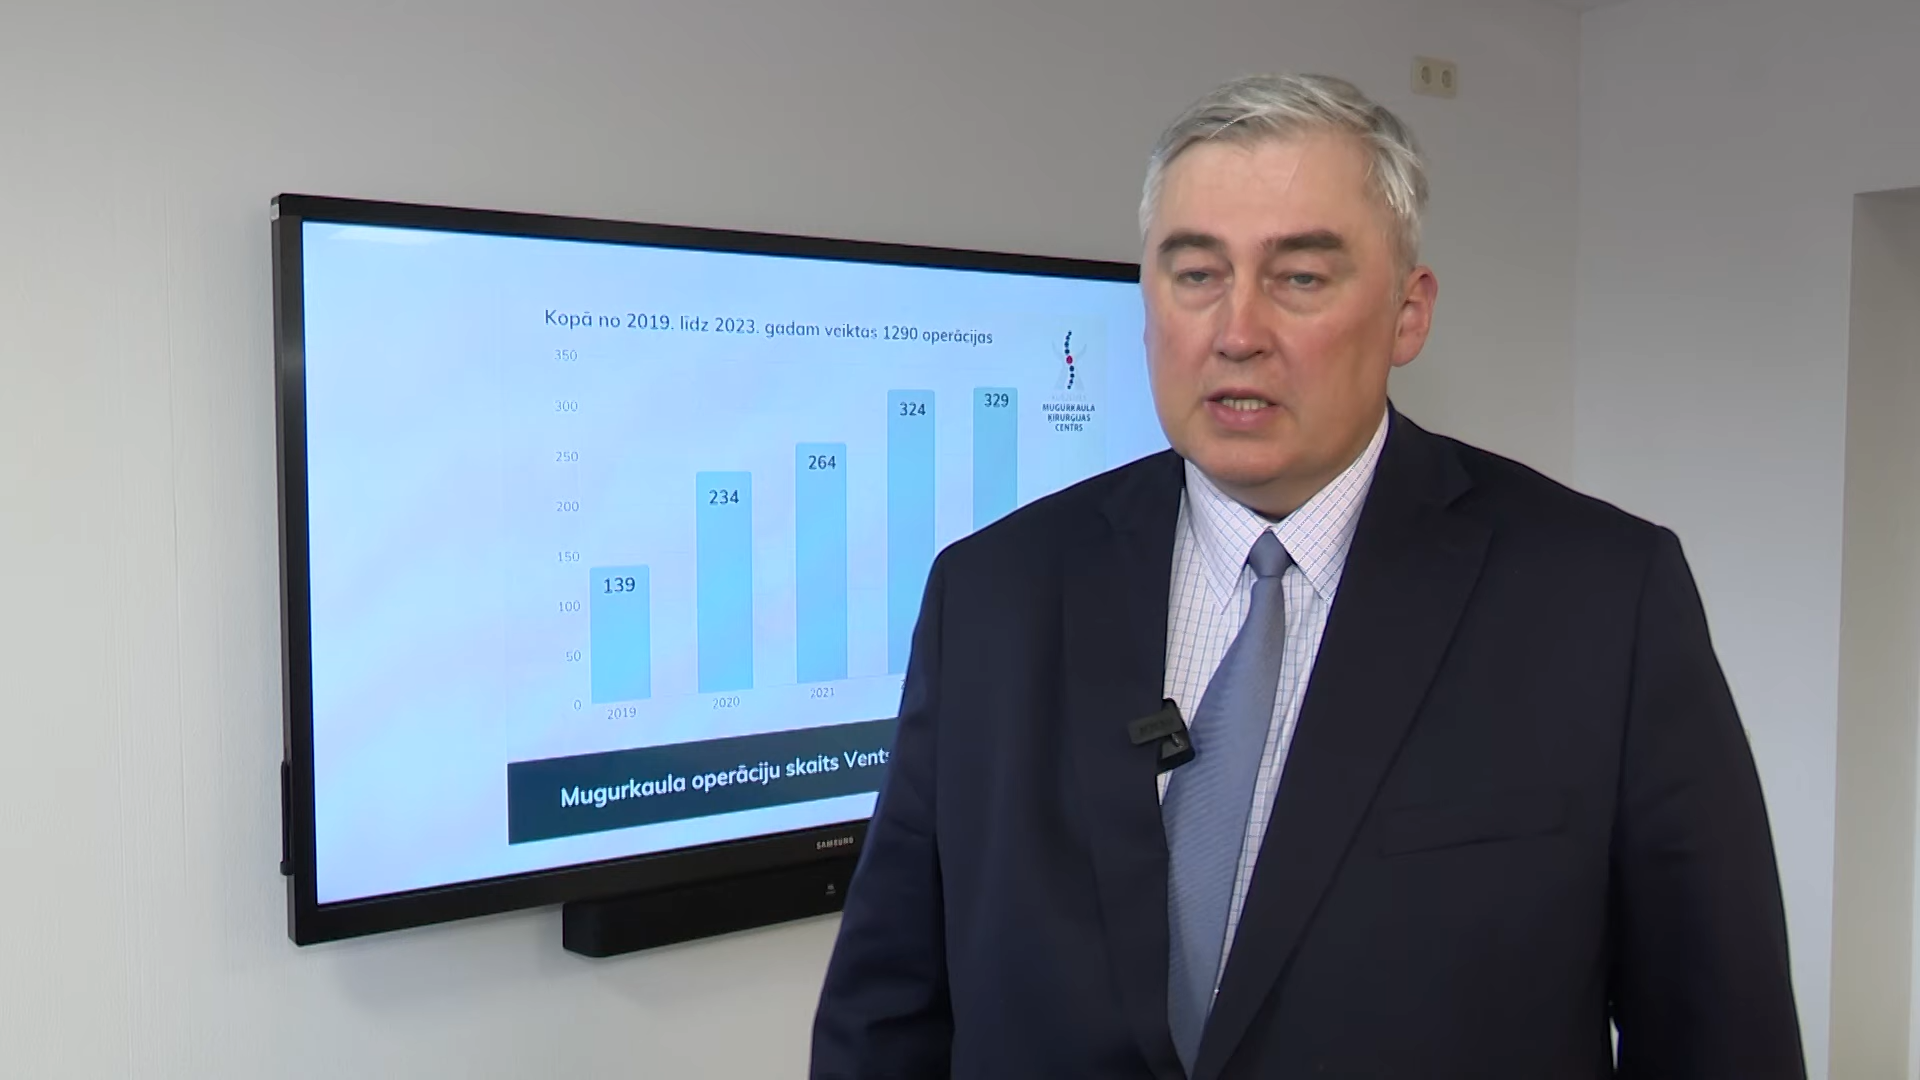 Kopā no 2019. līdz 2023. gadam veiktas 1290 operācijas
350
300
250
200
150
100
50
0
139
234
264
324
329
2019
2020
2021
MUGURKAULA
ĶIRURĢIJAS
CENTRS
Mugurkaula operāciju skaits Vents
SAMSUNG